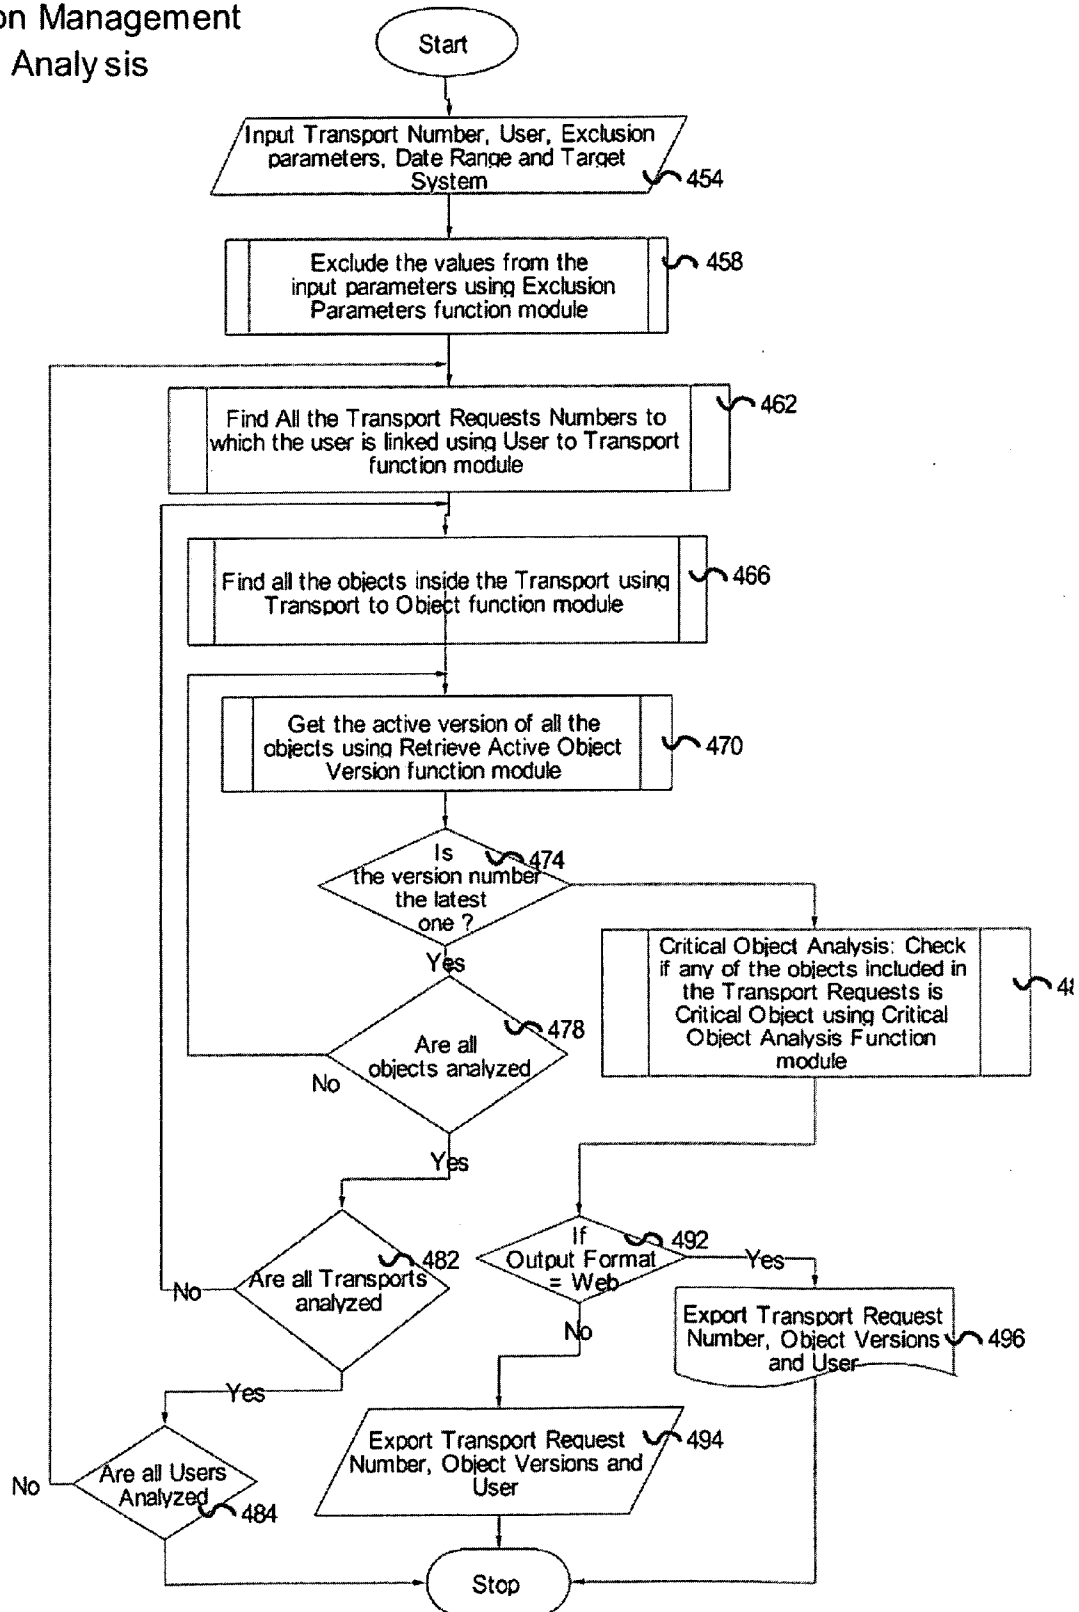 on Management
Analysis
Start
Input Transport Number, User, Exclusion
parameters, Date Range and Target
System
454
Exclude the values from the
input parameters using Exclusion
Parameters function module
458
Find All the Transport Requests Numbers to
which the user is linked using User to Transport
function module
462
Find all the objects inside the Transport using
Transport to Object function module
466
Get the active version of all the
objects using Retrieve Active Object
Version function module
470
Is
the version number
the latest
one ?
474
Yes
Critical Object Analysis: Check
if any of the objects included in
the Transport Requests is
Critical Object using Critical
Object Analysis Function
module
Are all
objects analyzed
478
No
Yes
Are all Transports
analyzed
482
No
Yes
If
Output Format
= Web
492
Yes
No
Export Transport Request
Number, Object Versions
and User
496
Export Transport Request
Number, Object Versions and
User
494
Are all Users
Analyzed
484
No
Stop